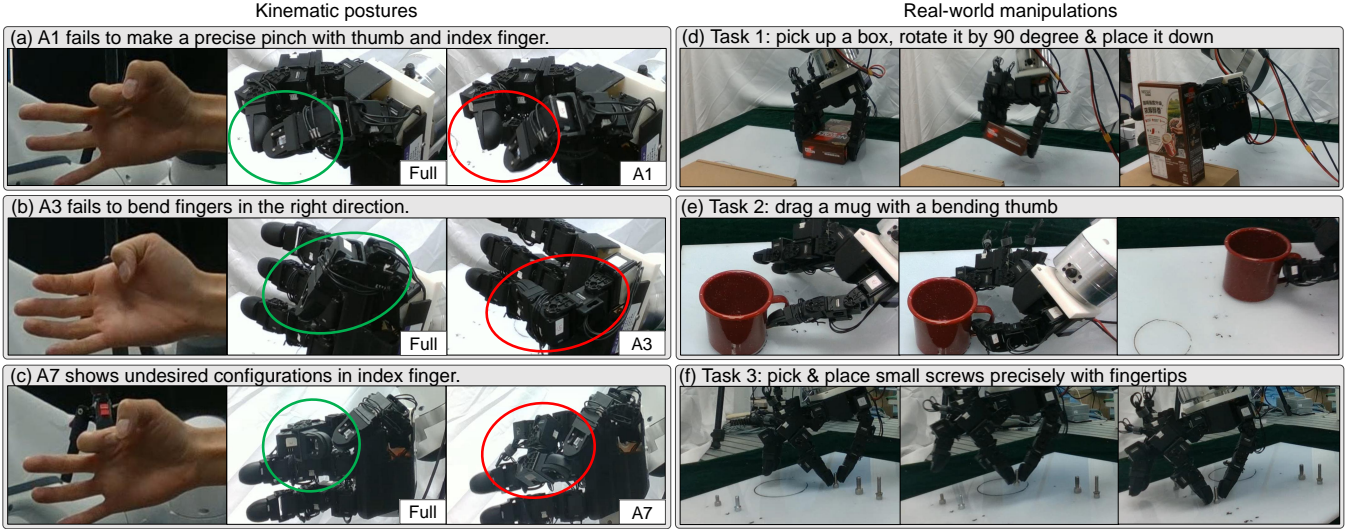 Kinematic postures
Real-world manipulations
(a) A1 fails to make a precise pinch with thumb and index finger.
Full
A1
(b) A3 fails to bend fingers in the right direction.
Full
A3
(c) A7 shows undesired configurations in index finger.
Full
A7
(d) Task 1: pick up a box, rotate it by 90 degree & place it down
(e) Task 2: drag a mug with a bending thumb
(f) Task 3: pick & place small screws precisely with fingertips